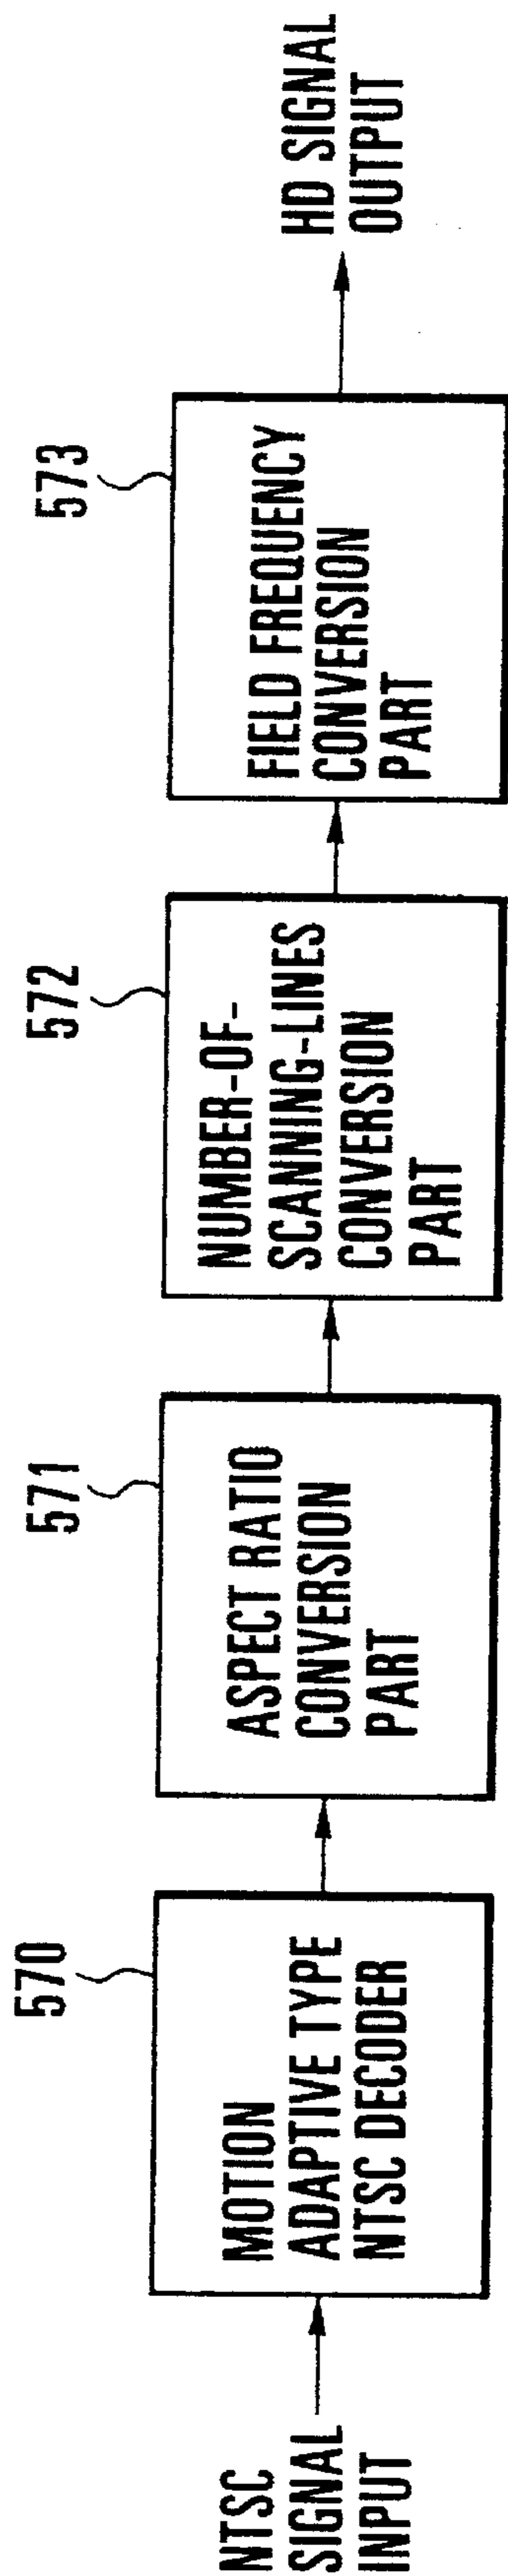 NTSC
SIGNAL
INPUT
570
MOTION
ADAPTIVE TYPE
NTSC DECODER
571
ASPECT RATIO
CONVERSION
PART
572
NUMBER-OF-
SCANNING-LINES
CONVERSION
PART
573
FIELD FREQUENCY
CONVERSION
PART
HD SIGNAL
OUTPUT